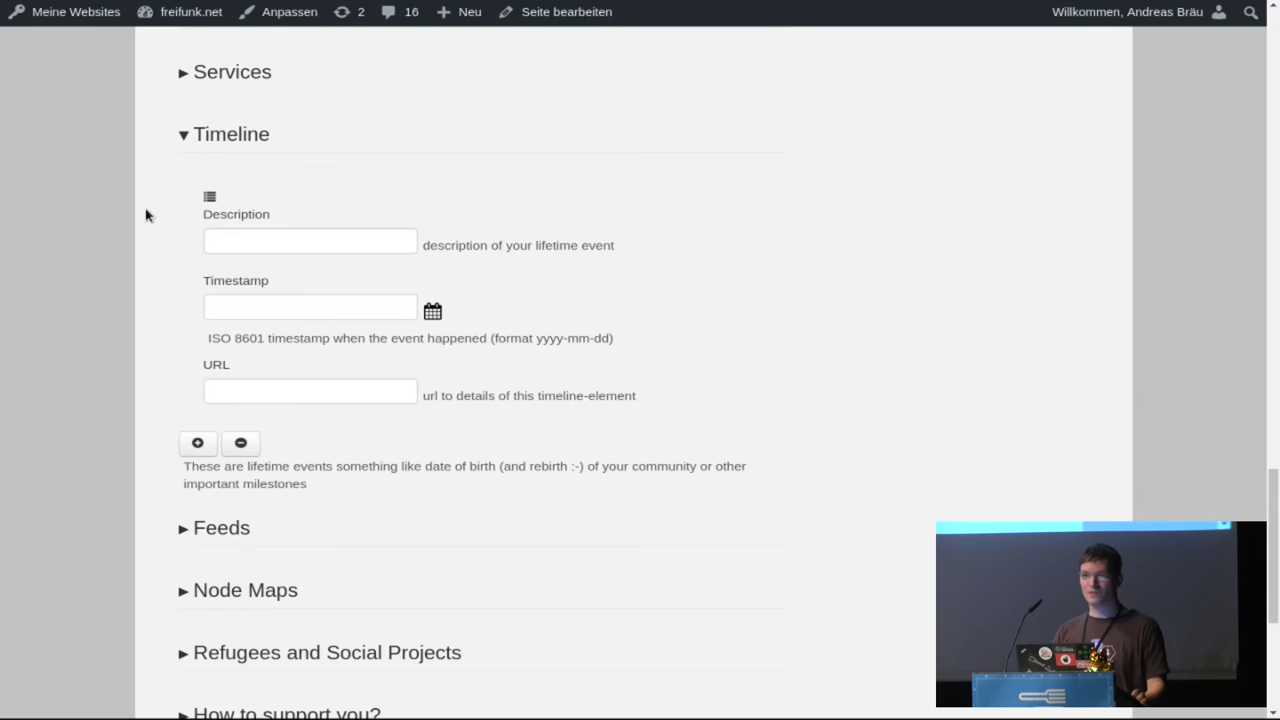 Meine Websites freifunk.net Anpassen 2 16 Neu Seite bearbeiten Willkommen, Andreas Bräu
Services
Timeline
Description
description of your lifetime event
Timestamp
ISO 8601 timestamp when the event happened (format yyyy-mm-dd)
URL
url to details of this timeline-element
These are lifetime events something like date of birth (and rebirth :-) of your community or other
important milestones
Feeds
Node Maps
Refugees and Social Projects
How to support you?